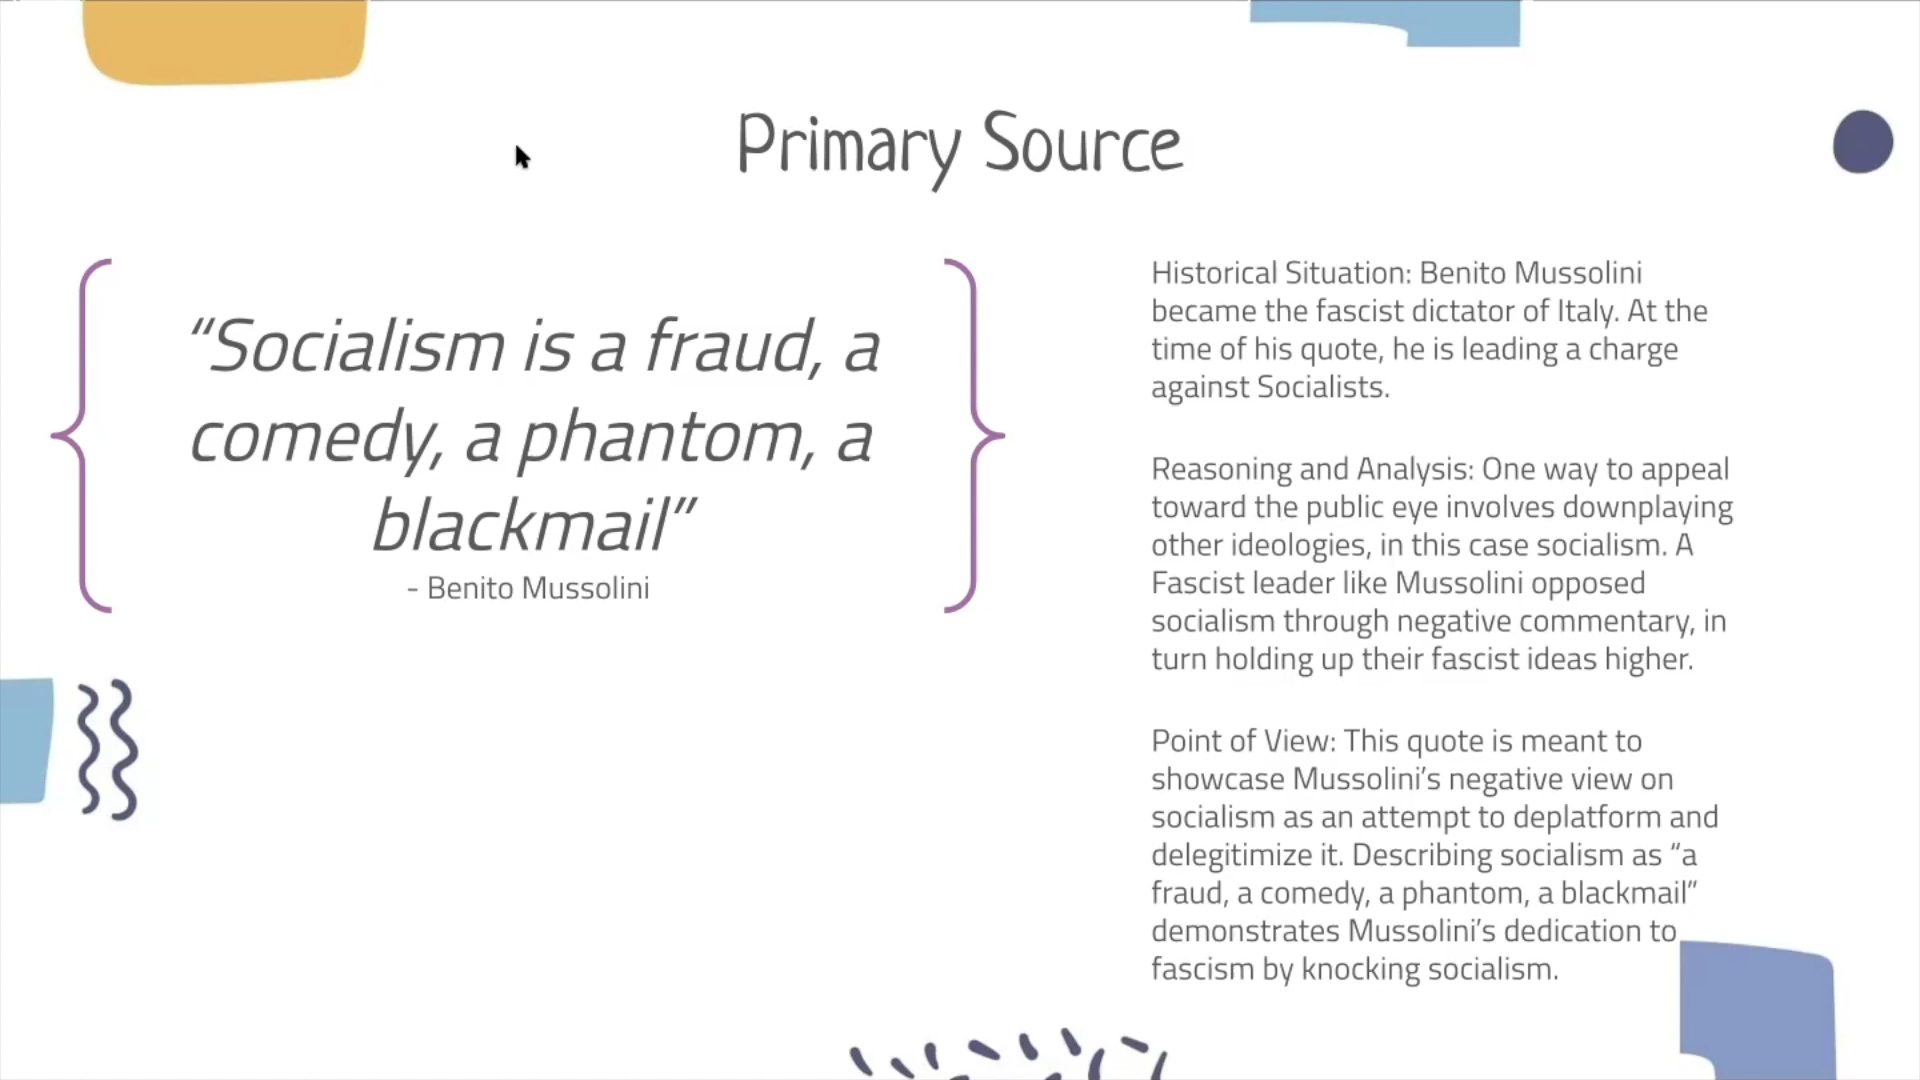 Primary Source
“Socialism is a fraud, a
comedy, a phantom, a
blackmail”
- Benito Mussolini
Historical Situation: Benito Mussolini
became the fascist dictator of Italy. At the
time of his quote, he is leading a charge
against Socialists.
Reasoning and Analysis: One way to appeal
toward the public eye involves downplaying
other ideologies, in this case socialism. A
Fascist leader like Mussolini opposed
socialism through negative commentary, in
turn holding up their fascist ideas higher.
Point of View: This quote is meant to
showcase Mussolini’s negative view on
socialism as an attempt to deplatform and
delegitimize it. Describing socialism as “a
fraud, a comedy, a phantom, a blackmail”
demonstrates Mussolini’s dedication to
fascism by knocking socialism.